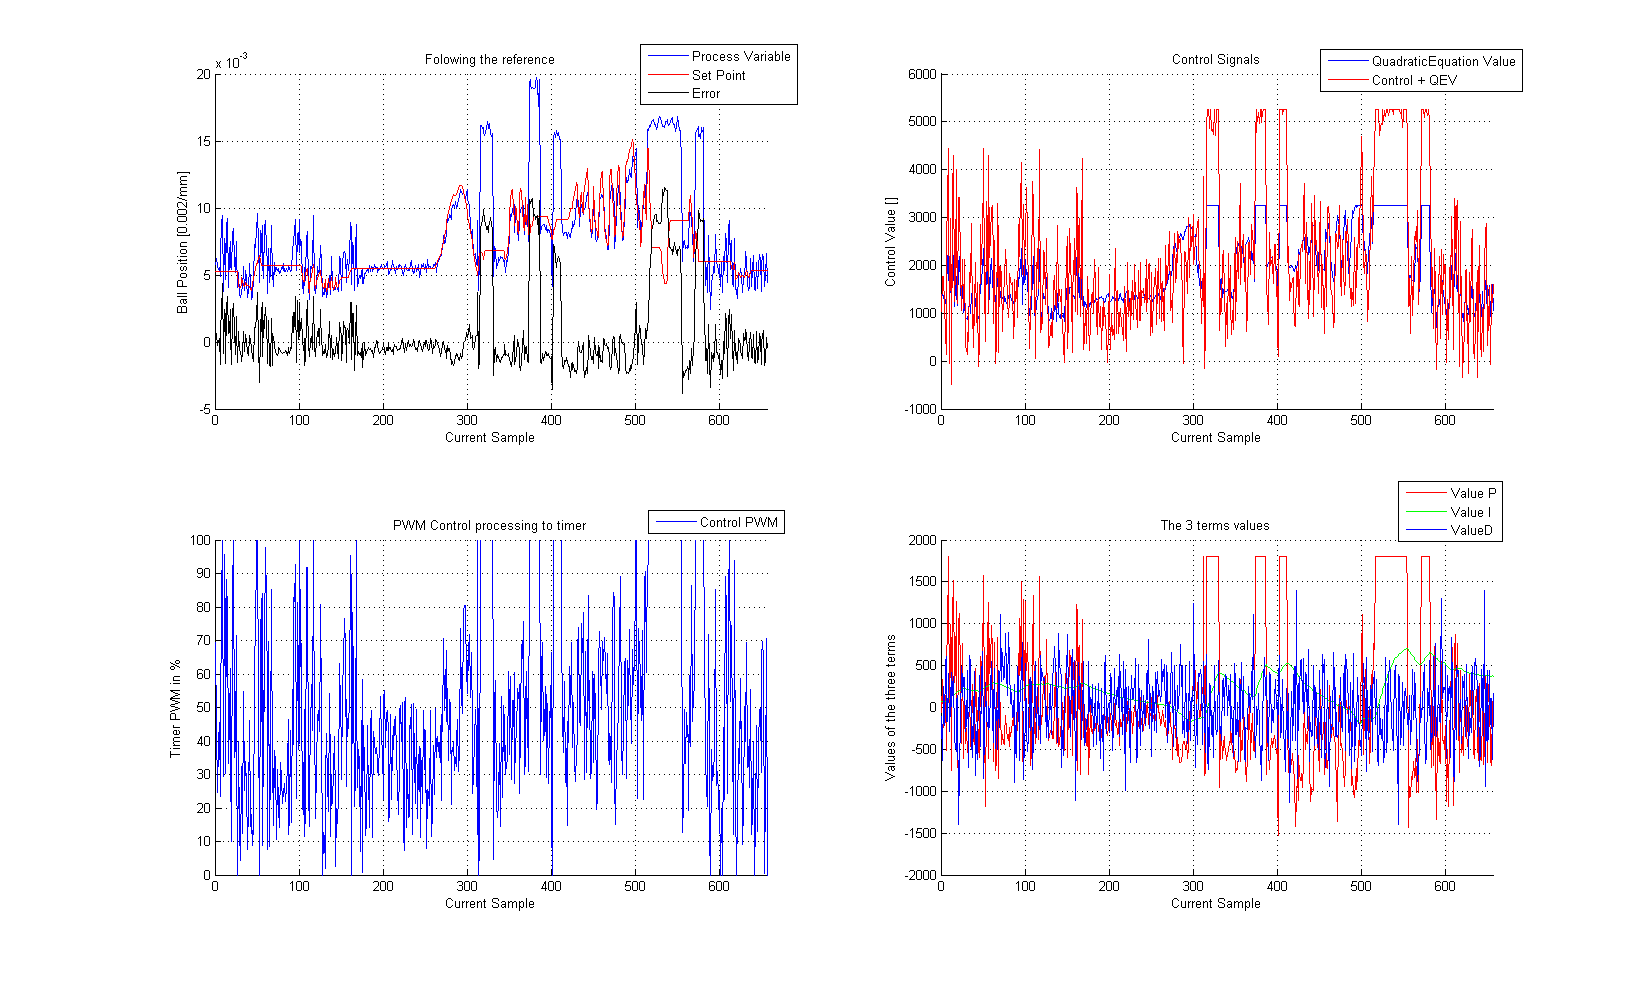 Folowing the reference
x 10-3
Process Variable
Set Point
Error
20
15
10
5
0
-5
Ball Position [0.002/mm]
0 100 200 300 400 500 600
Current Sample
Control Signals
QuadraticEquation Value
Control + QEV
6000
5000
4000
3000
2000
1000
0
-1000
Control Value []
0 100 200 300 400 500 600
Current Sample
PWM Control processing to timer
Control PWM
100
90
80
70
60
50
40
30
20
10
0
Timer PWM in %
0 100 200 300 400 500 600
Current Sample
The 3 terms values
Value P
Value I
ValueD
2000
1500
1000
500
0
-500
-1000
-1500
-2000
Values of the three terms
0 100 200 300 400 500 600
Current Sample